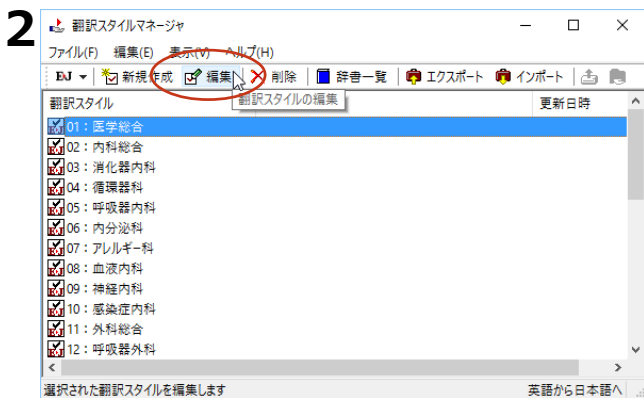 2
翻訳スタイルマネージャ
ファイル(F) 編集(E) 表示(V) ヘルプ(H)
EJ 新規作成 編集 削除 辞書一覧 エクスポート インポート
翻訳スタイルの編集
翻訳スタイル 更新日時
01：医学総合
02：内科総合
03：消化器内科
04：循環器科
05：呼吸器内科
06：内分泌科
07：アレルギー科
08：血液内科
09：神経内科
10：感染症内科
11：外科総合
12：呼吸器外科
選択された翻訳スタイルを編集します 英語から日本語へ